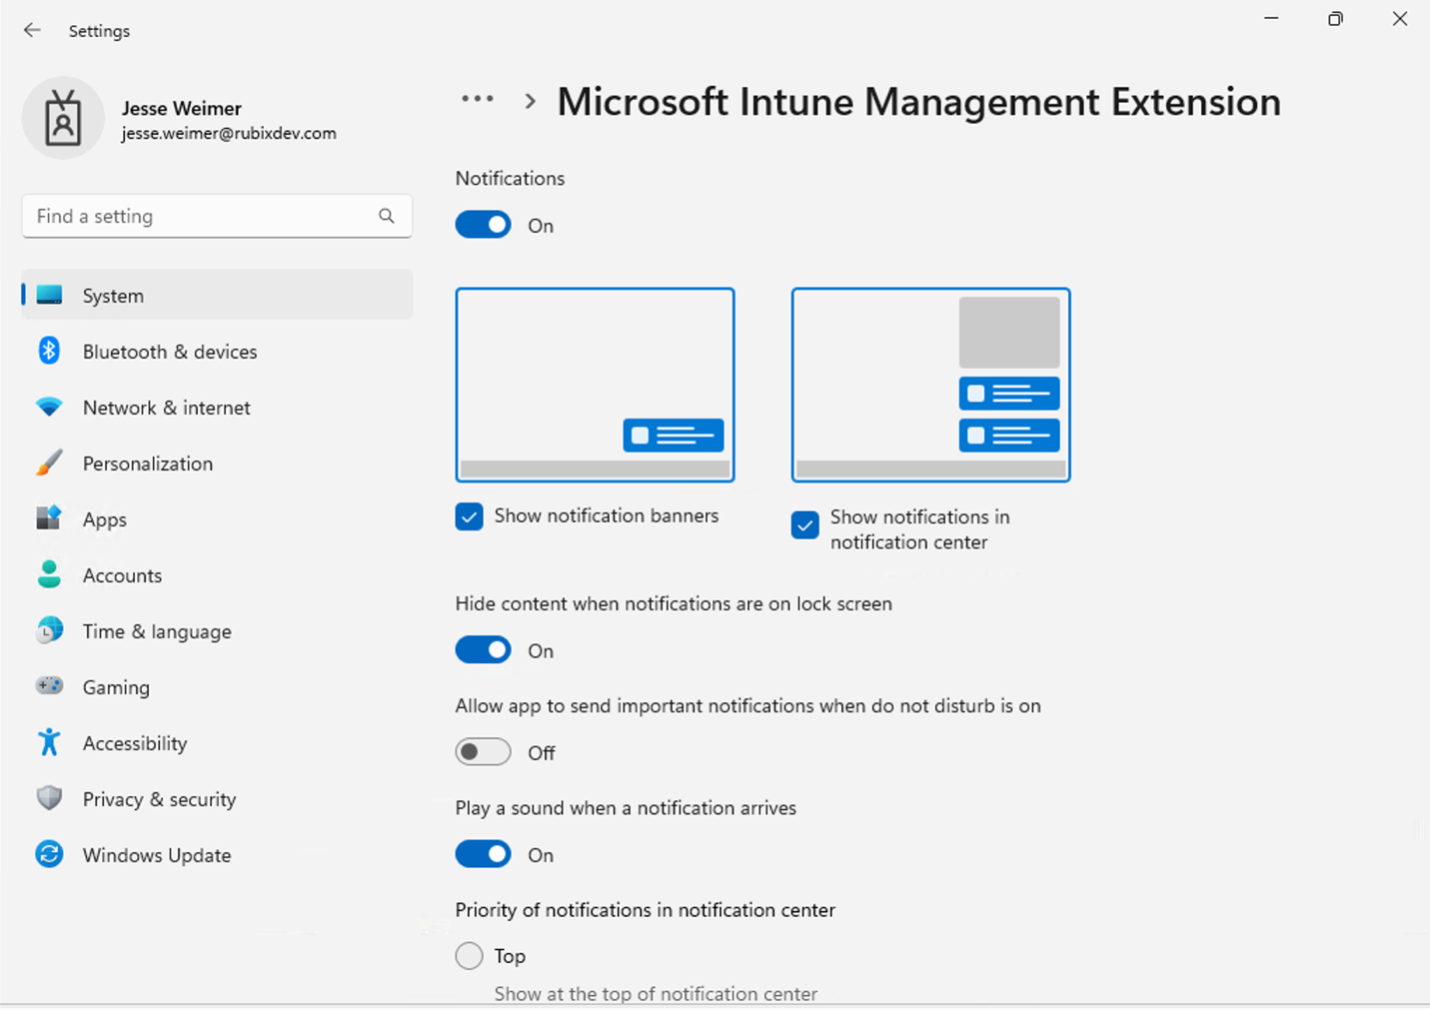 Settings
Jesse Weimer
jesse.weimer@rubixdev.com
Find a setting
System
Bluetooth & devices
Network & internet
Personalization
Apps
Accounts
Time & language
Gaming
Accessibility
Privacy & security
Windows Update
··· > Microsoft Intune Management Extension
Notifications
On
Show notification banners
Show notifications in
notification center
Hide content when notifications are on lock screen
On
Allow app to send important notifications when do not disturb is on
Off
Play a sound when a notification arrives
On
Priority of notifications in notification center
Top
Show at the top of notification center